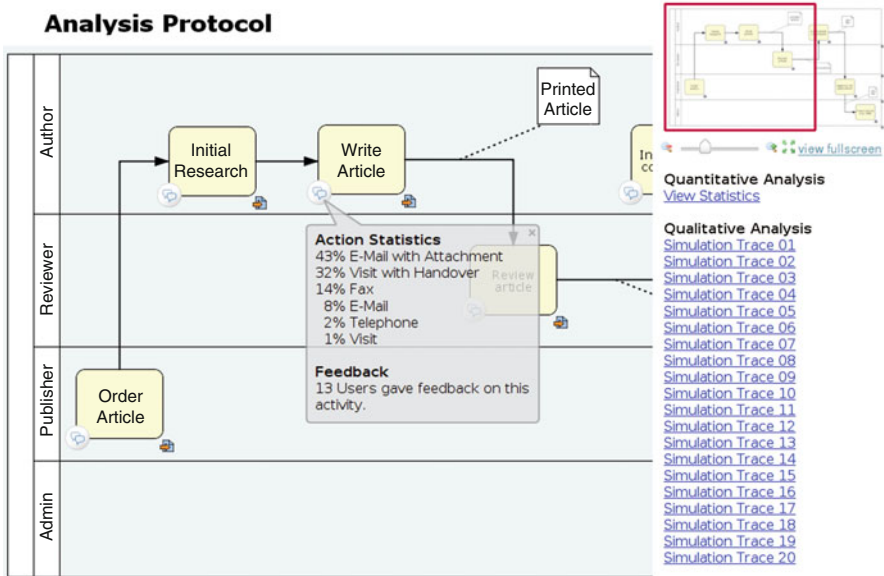 Analysis Protocol
Author
Initial
Research
Write
Article
Printed
Article
In
co
Reviewer
Action Statistics
43% E-Mail with Attachment
32% Visit with Handover
14% Fax
8% E-Mail
2% Telephone
1% Visit
Feedback
13 Users gave feedback on this
activity.
Review
article
Publisher
Order
Article
Admin
view fullscreen
Quantitative Analysis
View Statistics
Qualitative Analysis
Simulation Trace 01
Simulation Trace 02
Simulation Trace 03
Simulation Trace 04
Simulation Trace 05
Simulation Trace 06
Simulation Trace 07
Simulation Trace 08
Simulation Trace 09
Simulation Trace 10
Simulation Trace 11
Simulation Trace 12
Simulation Trace 13
Simulation Trace 14
Simulation Trace 15
Simulation Trace 16
Simulation Trace 17
Simulation Trace 18
Simulation Trace 19
Simulation Trace 20